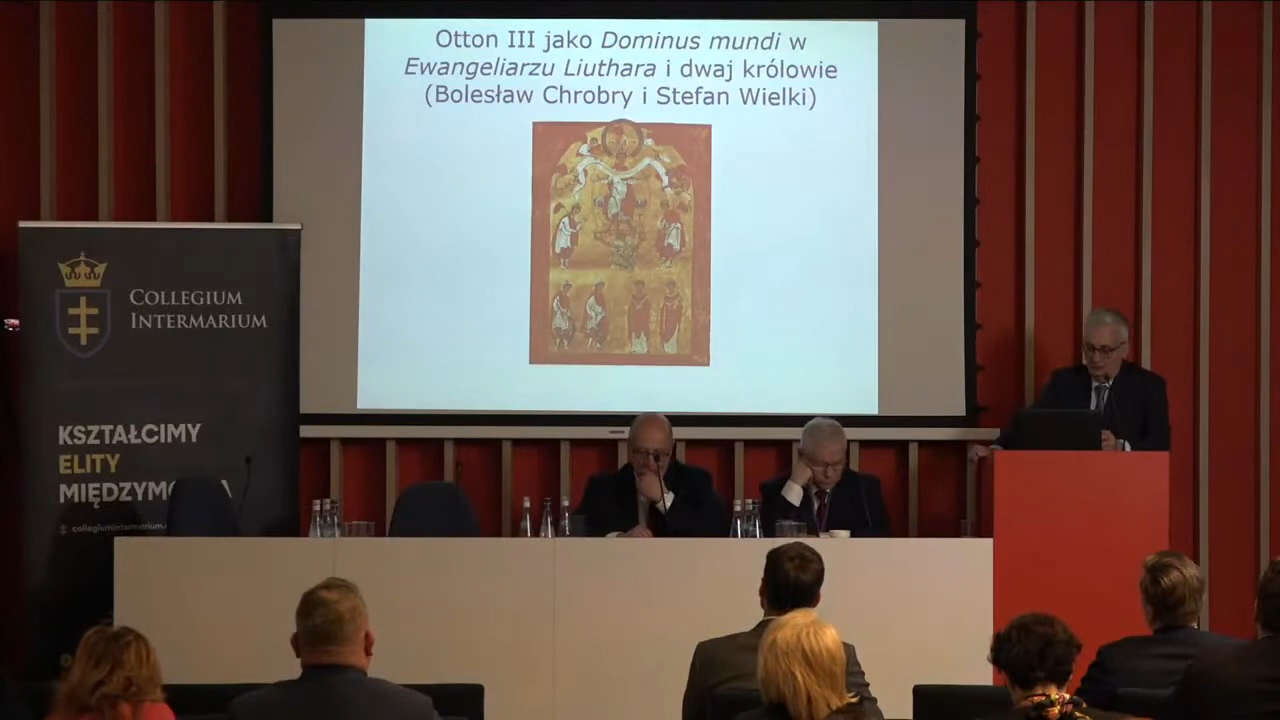 Otton III jako Dominus mundi w
Ewangeliarzu Liuthara i dwaj królowie
(Bolesław Chrobry i Stefan Wielki)
COLLEGIUM
INTERMARIUM
KSZTAŁCIMY
ELITY